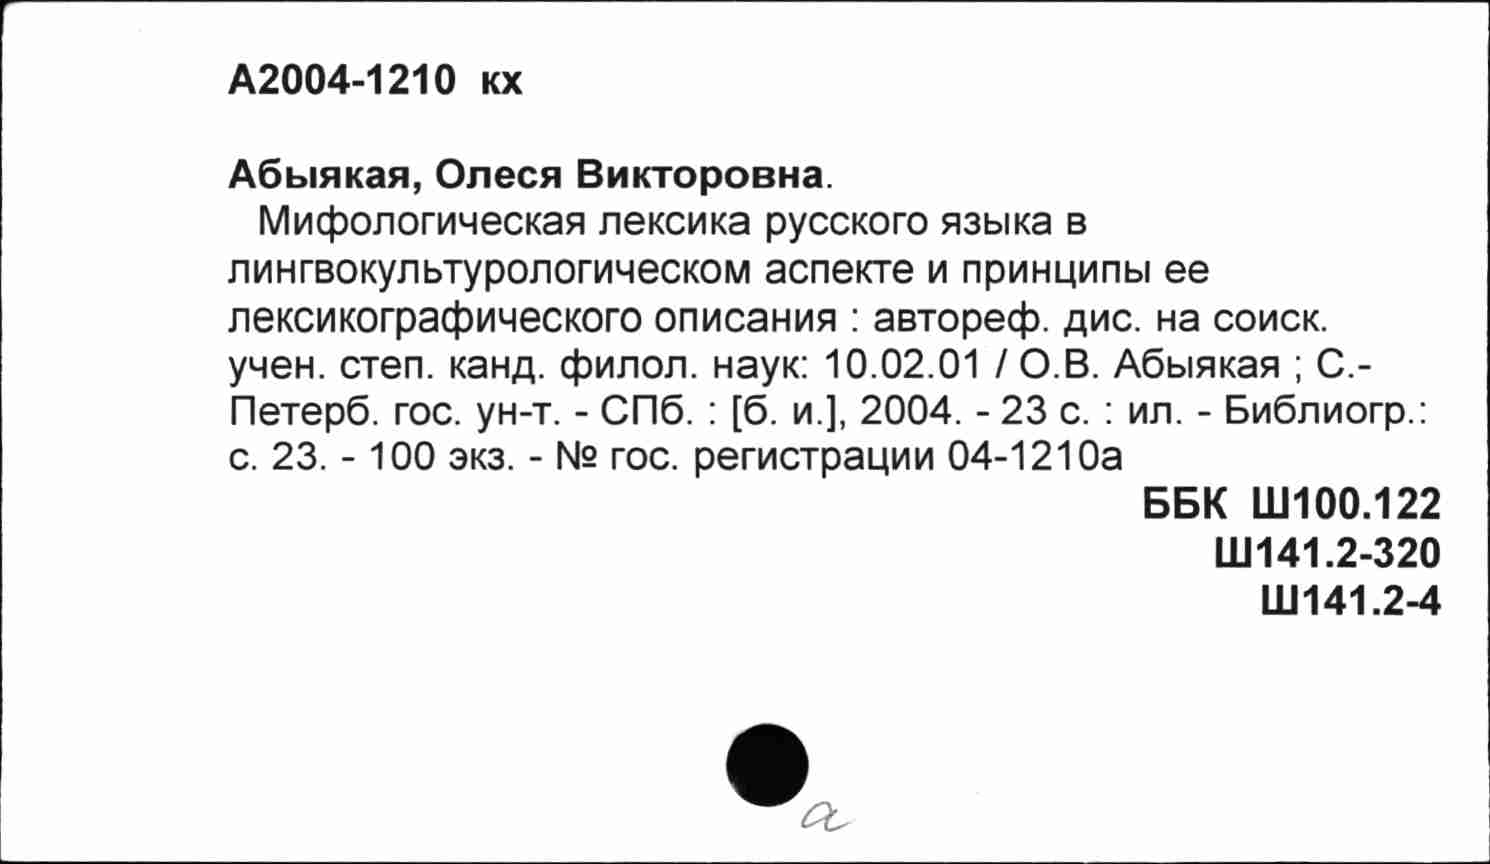 А2004-1210 кх
Абыякая, Олеся Викторовна.
Мифологическая лексика русского языка в
лингвокультурологическом аспекте и принципы ее
лексикографического описания : автореф. дис. на соиск.
учен. степ. канд. филол. наук: 10.02.01 / О.В. Абыякая ; С.-
Петерб. гос. ун-т. - СПб. : [б. и.], 2004. - 23 с. : ил. - Библиогр.:
с. 23. - 100 экз. - № гос. регистрации 04-1210а
ББК Ш100.122
Ш141.2-320
Ш141.2-4
а